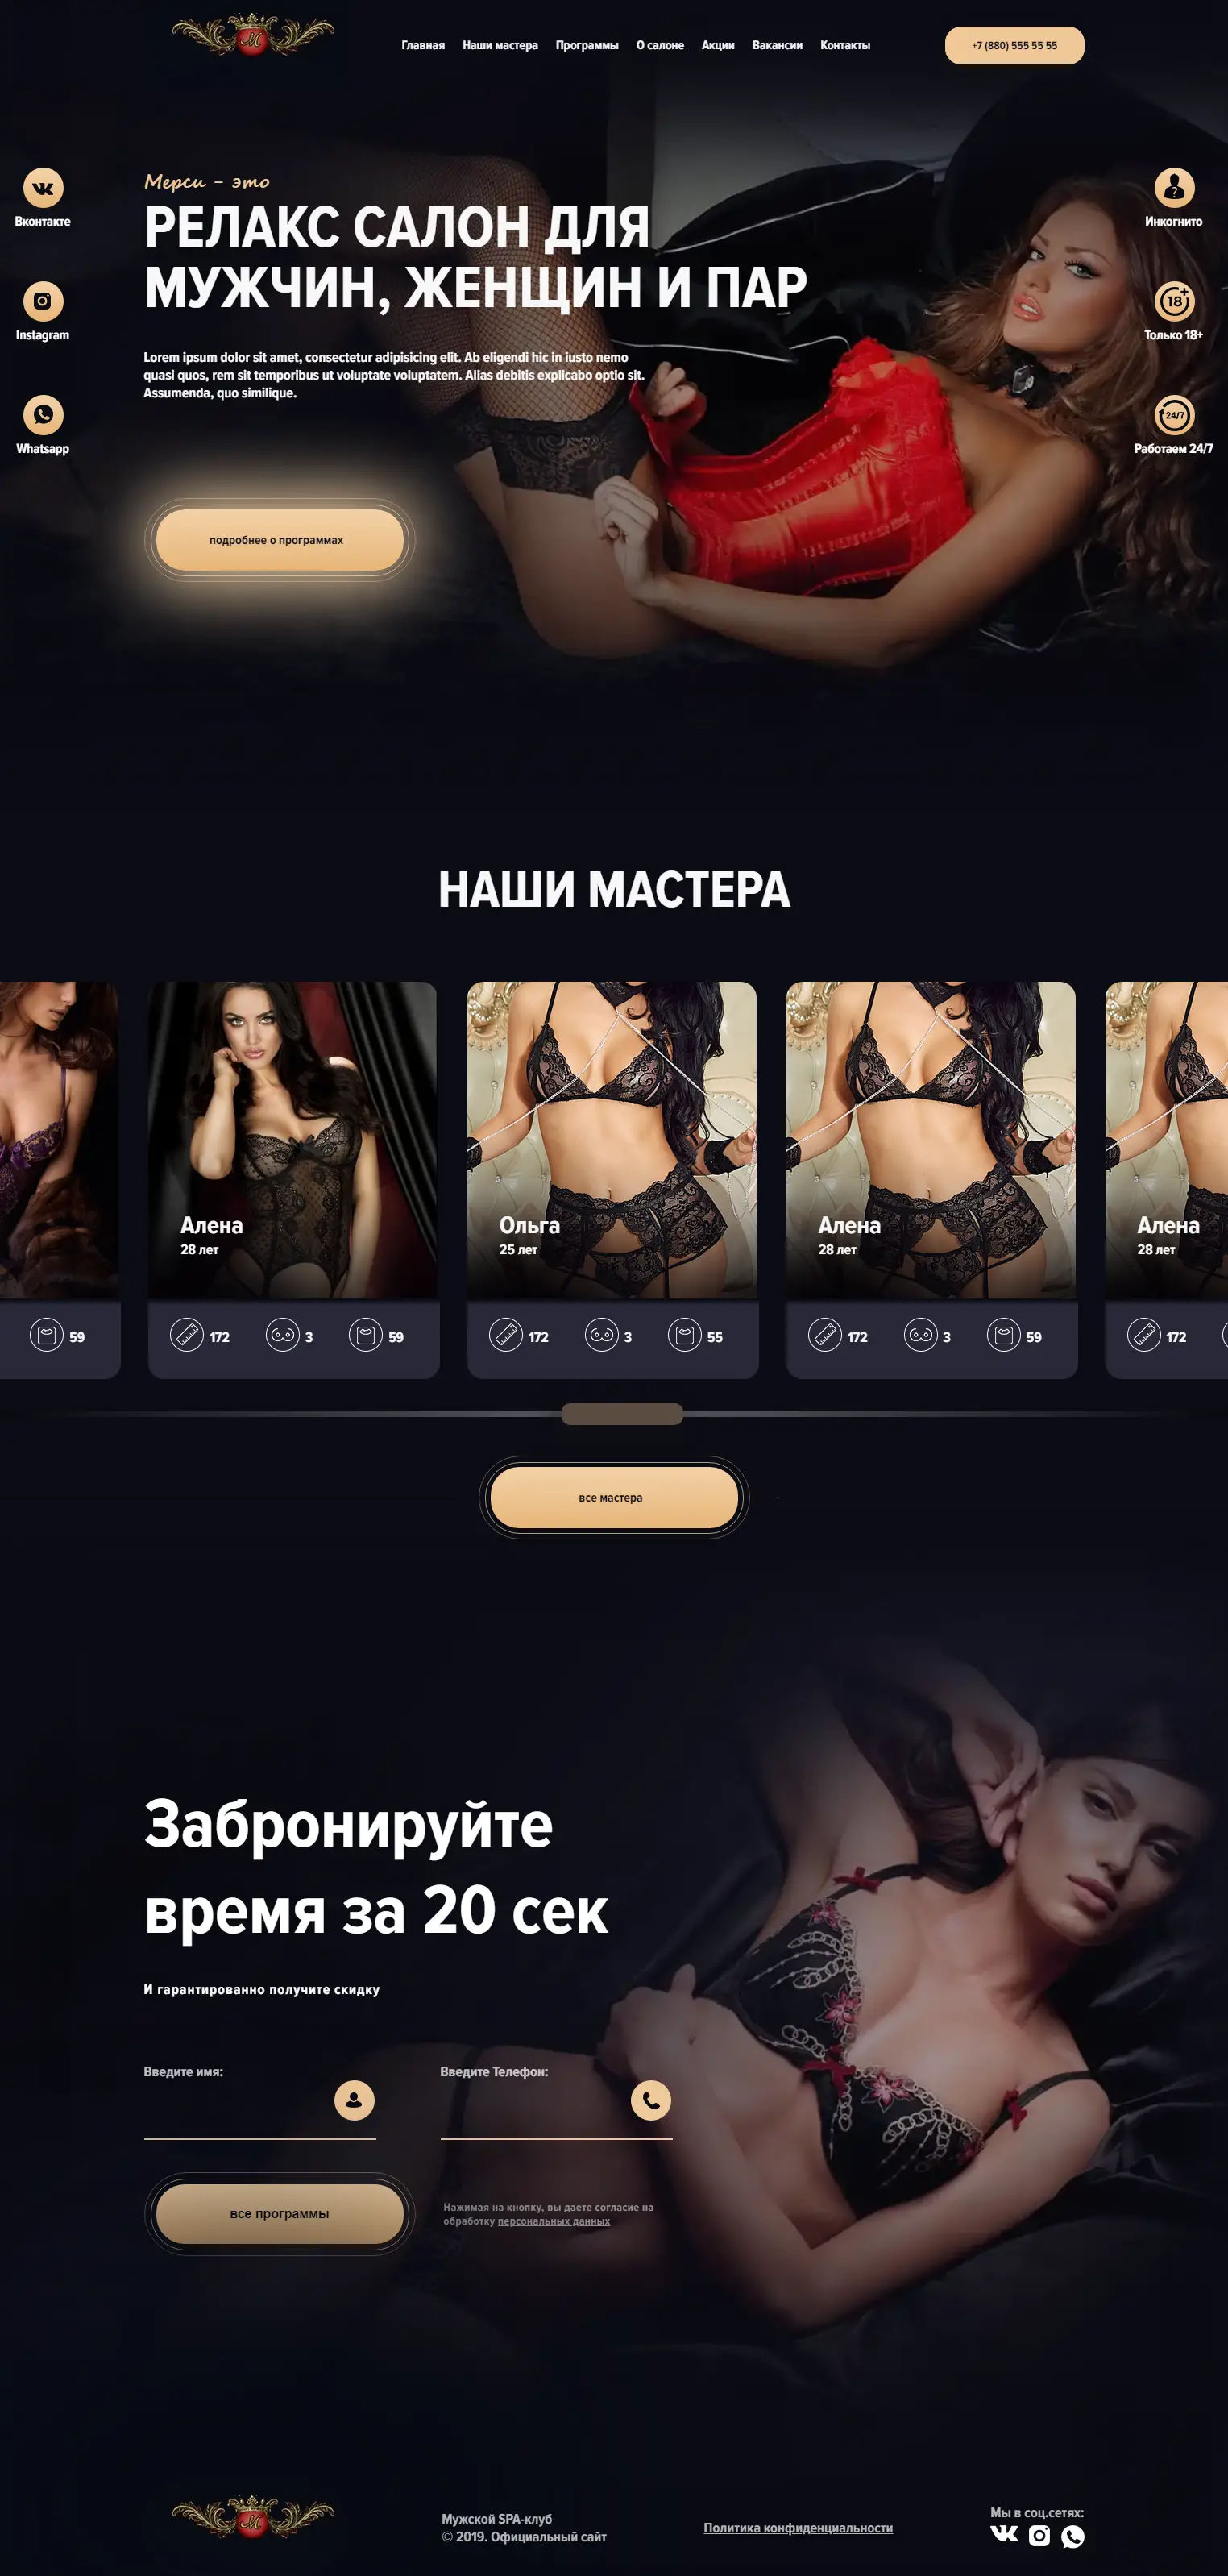 М
Главная Наши мастера Программы О салоне Акции Вакансии Контакты
+7 (880) 555 55 55
Мерси – это
РЕЛАКС САЛОН ДЛЯ
МУЖЧИН, ЖЕНЩИН И ПАР
Lorem ipsum dolor sit amet, consectetur adipisicing elit. Ab eligendi hic in iusto nemo
quasi quos, rem sit temporibus ut voluptate voluptatem. Alias debitis explicabo optio sit.
Assumenda, quo similique.
подробнее о программах
Вконтакте
Instagram
Whatsapp
?
Инкогнито
18+
Только 18+
24/7
Работаем 24/7
НАШИ МАСТЕРА
59
Алена
28 лет
172 3 59
Ольга
25 лет
172 3 55
Алена
28 лет
172 3 59
Алена
28 лет
172
все мастера
Забронируйте
время за 20 сек
И гарантированно получите скидку
Введите имя:
Введите Телефон:
все программы
Нажимая на кнопку, вы даете согласие на
обработку персональных данных
М
Мужской SPA-клуб
© 2019. Официальный сайт
Политика конфиденциальности
Мы в соц.сетях: